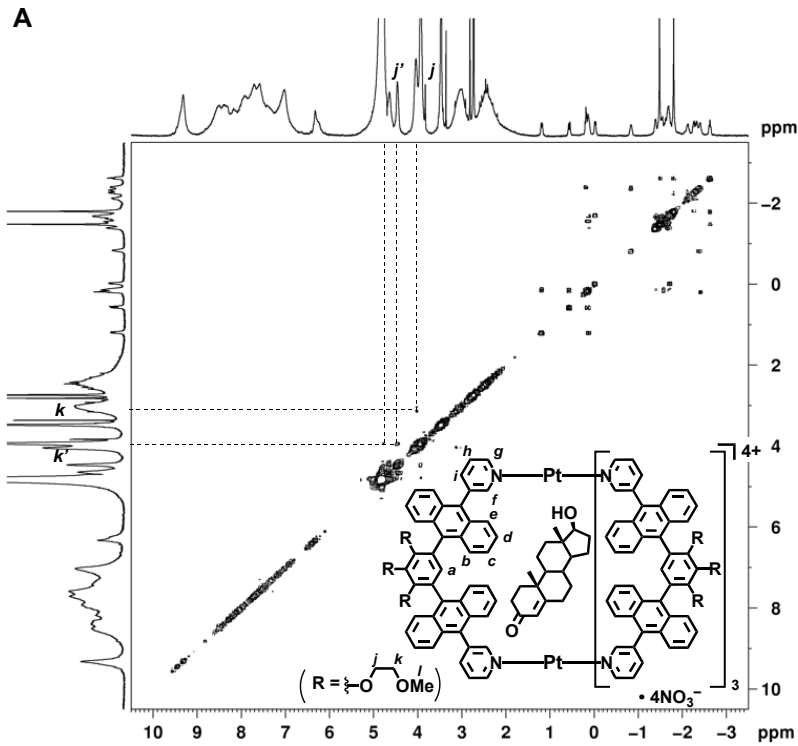 A
j' j
ppm
k
k'
−2
0
2
4
6
8
10
h g
i N Pt N
f
e
d
R R
R a b c R
R R
HO
O
N Pt N
4+
3
• 4NO₃⁻
(R = O j k OMe l)
10 9 8 7 6 5 4 3 2 1 0 −1 −2 −3 ppm